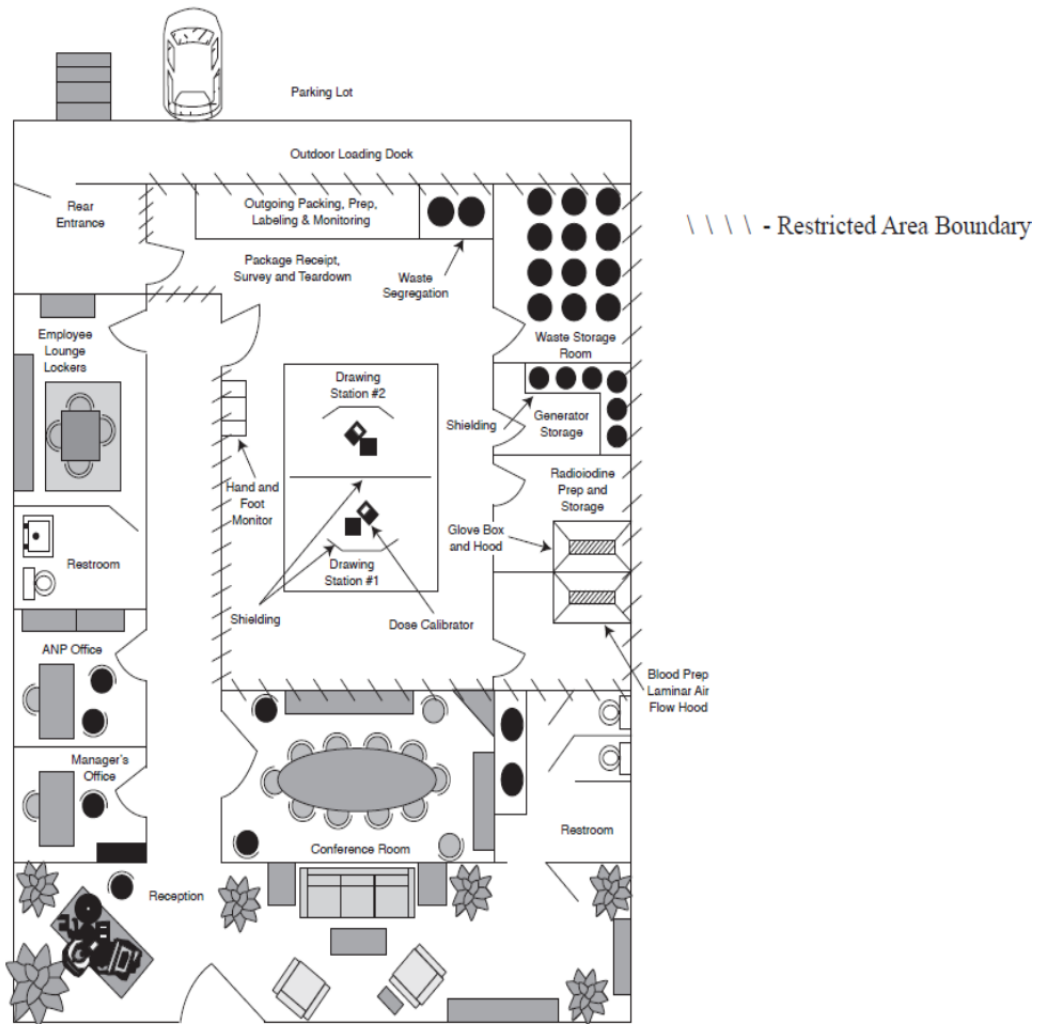 Parking Lot
Outdoor Loading Dock
Rear
Entrance
Outgoing Packing, Prep,
Labeling & Monitoring
\ \ \ \ - Restricted Area Boundary
Package Receipt,
Survey and Teardown
Waste
Segregation
Employee
Lounge
Lockers
Waste Storage
Room
Drawing
Station #2
Shielding
Generator
Storage
Hand and
Foot
Monitor
Radioiodine
Prep and
Storage
Glove Box
and Hood
Restroom
Drawing
Station #1
Shielding
Dose Calibrator
ANP Office
Blood Prep
Laminar Air
Flow Hood
Manager's
Office
Conference Room
Restroom
Reception